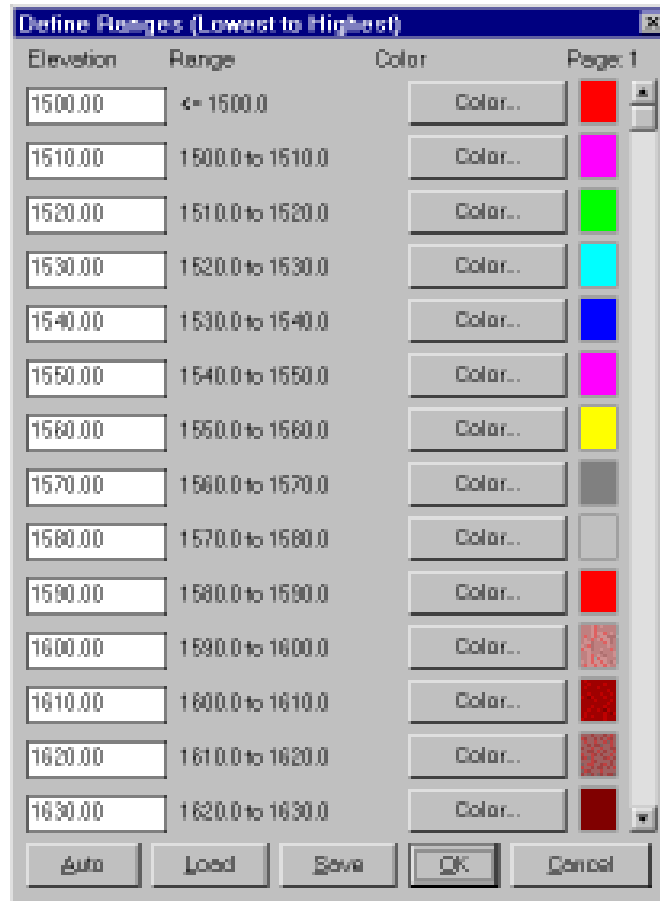 Define Ranges (Lowest to Highest)
Elevation Range Color Page: 1
1500.00 <= 1500.0 Color...
1510.00 1500.0 to 1510.0 Color...
1520.00 1510.0 to 1520.0 Color...
1530.00 1520.0 to 1530.0 Color...
1540.00 1530.0 to 1540.0 Color...
1550.00 1540.0 to 1550.0 Color...
1560.00 1550.0 to 1560.0 Color...
1570.00 1560.0 to 1570.0 Color...
1580.00 1570.0 to 1580.0 Color...
1590.00 1580.0 to 1590.0 Color...
1600.00 1590.0 to 1600.0 Color...
1610.00 1600.0 to 1610.0 Color...
1620.00 1610.0 to 1620.0 Color...
1630.00 1620.0 to 1630.0 Color...
Auto Load Save OK Cancel